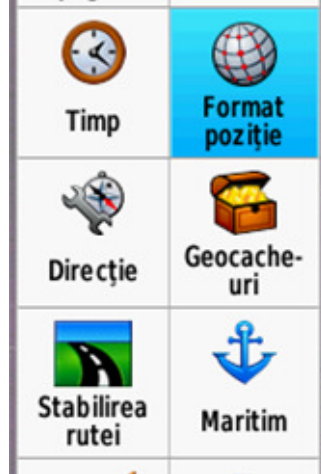 Timp
Format
poziție
Direcție
Geocache-
uri
Stabilirea
rutei
Maritim